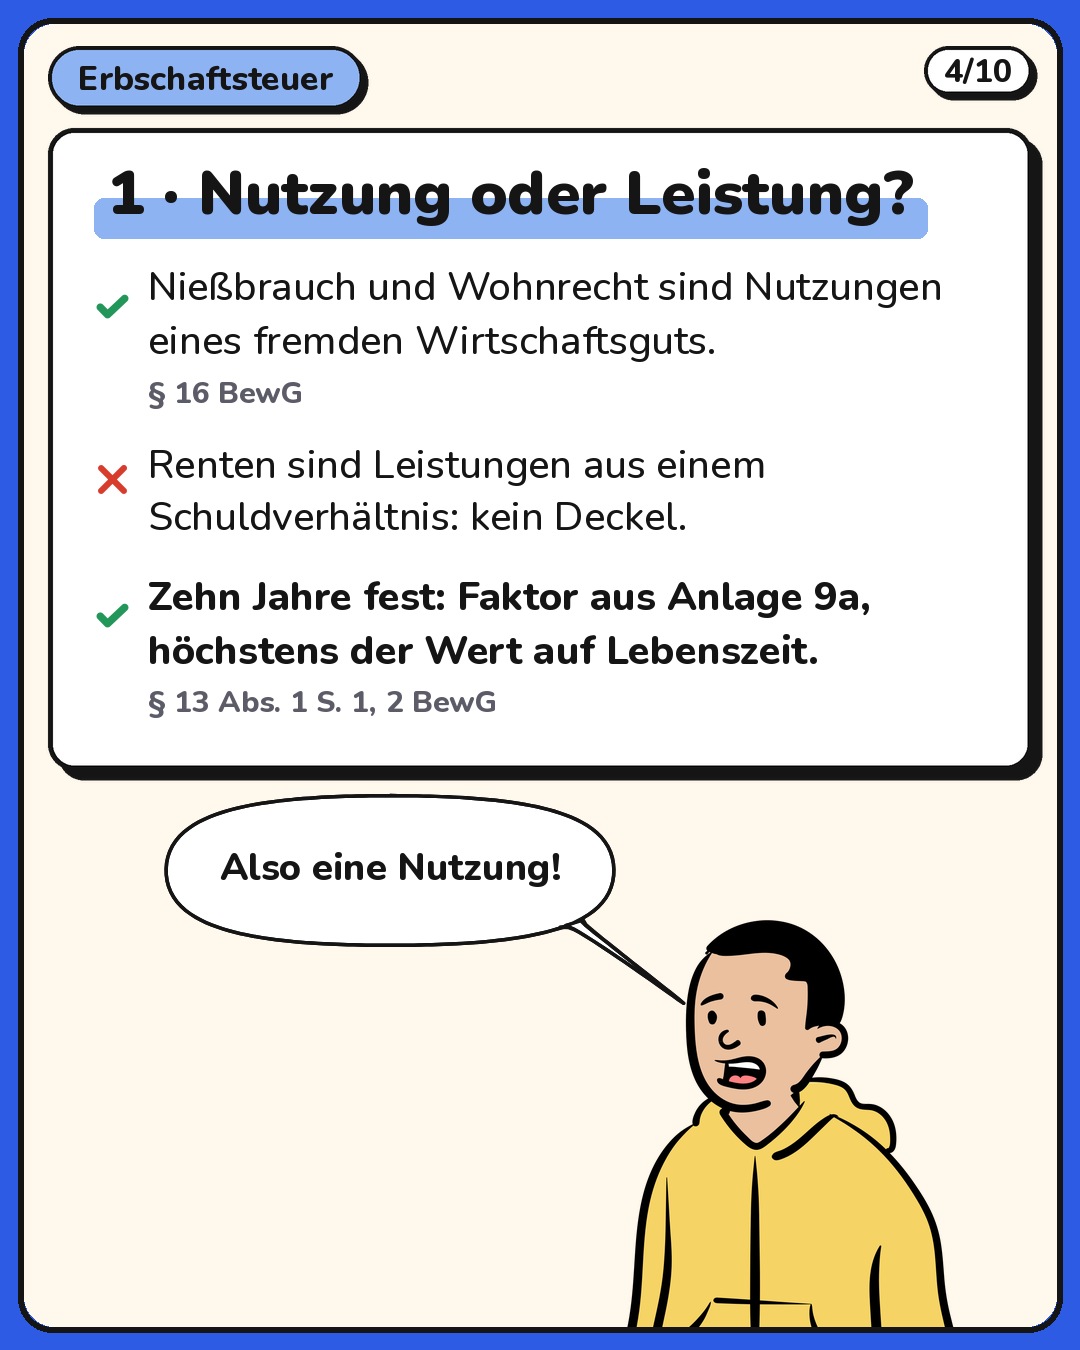 Erbschaftsteuer
4/10
1 · Nutzung oder Leistung?
Nießbrauch und Wohnrecht sind Nutzungen
eines fremden Wirtschaftsguts.
§ 16 BewG
Renten sind Leistungen aus einem
Schuldverhältnis: kein Deckel.
Zehn Jahre fest: Faktor aus Anlage 9a,
höchstens der Wert auf Lebenszeit.
§ 13 Abs. 1 S. 1, 2 BewG
Also eine Nutzung!